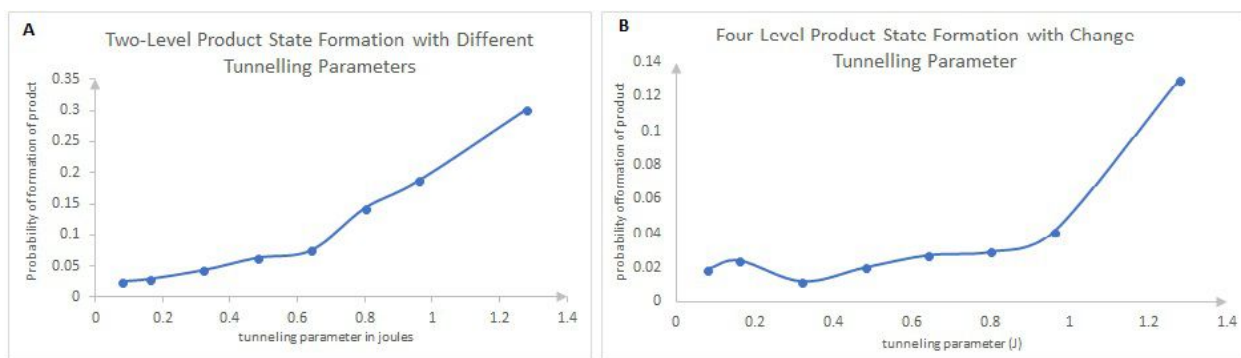 A
Two-Level Product State Formation with Different
Tunnelling Parameters
Probability of formation of prodct
0.35
0.3
0.25
0.2
0.15
0.1
0.05
0
0 0.2 0.4 0.6 0.8 1 1.2 1.4
tunneling parameter in joules
B
Four Level Product State Formation with Change
Tunnelling Parameter
probability offormation of product
0.14
0.12
0.1
0.08
0.06
0.04
0.02
0
0 0.2 0.4 0.6 0.8 1 1.2 1.4
tunneling parameter (J)